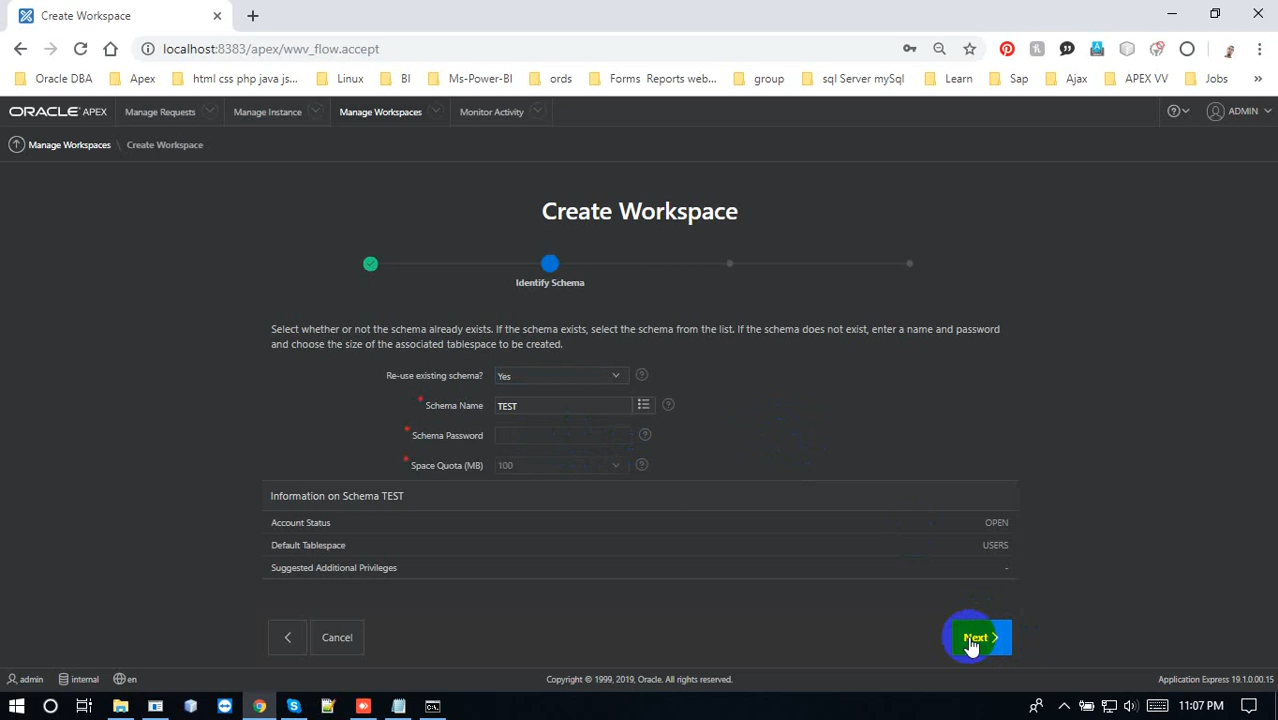 Create Workspace
localhost:8383/apex/wwv_flow.accept
Oracle DBA Apex html css php java js... Linux BI Ms-Power-BI ords Forms Reports web... group sql Server mySql Learn Sap Ajax APEX VV Jobs »
ORACLE APEX Manage Requests Manage Instance Manage Workspaces Monitor Activity ADMIN
Manage Workspaces \ Create Workspace
Create Workspace
Identify Schema
Select whether or not the schema already exists. If the schema exists, select the schema from the list. If the schema does not exist, enter a name and password
and choose the size of the associated tablespace to be created.
Re-use existing schema? Yes
* Schema Name TEST
* Schema Password
* Space Quota (MB) 100
Information on Schema TEST
Account Status OPEN
Default Tablespace USERS
Suggested Additional Privileges -
Cancel Next
admin internal en Copyright © 1999, 2019, Oracle. All rights reserved. Application Express 19.1.0.00.15
11:07 PM